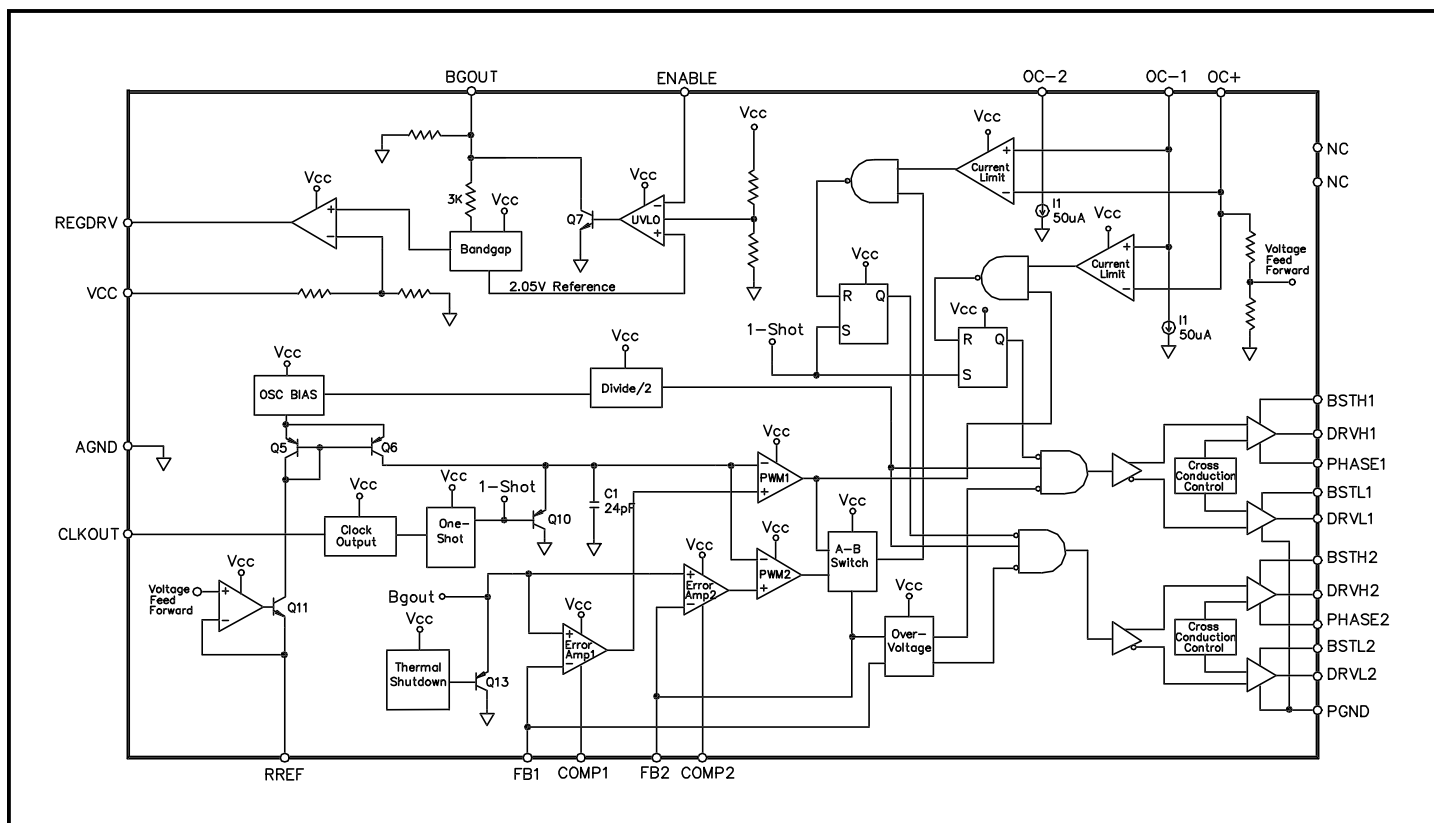 BGOUT
ENABLE
OC-2
OC-1
OC+
Vcc
Vcc
NC
NC
Current
Limit
+
−
3K
Vcc
Vcc
Vcc
REGDRV
+
−
Bandgap
Q7
UVLO
−
+
I1
50uA
Vcc
Current
Limit
+
−
Voltage
Feed
Forward
VCC
2.05V Reference
Vcc
R
Q
S
Vcc
R
Q
S
I1
50uA
1-Shot
Vcc
OSC BIAS
Vcc
Divide/2
AGND
Q5
Q6
Vcc
−
PWM1
+
BSTH1
DRVH1
PHASE1
BSTL1
DRVL1
Cross
Conduction
Control
1-Shot
C1
24pF
Q10
Vcc
Clock
Output
Vcc
One-
Shot
CLKOUT
Vcc
−
PWM2
+
Vcc
A-B
Switch
BSTH2
DRVH2
PHASE2
BSTL2
DRVL2
Cross
Conduction
Control
Voltage
Feed
Forward
+
−
Q11
Bgout
Vcc
+
Error
Amp2
−
Vcc
+
Error
Amp1
−
Vcc
Over-
Voltage
Vcc
Thermal
Shutdown
Q13
PGND
RREF
FB1
COMP1
FB2
COMP2